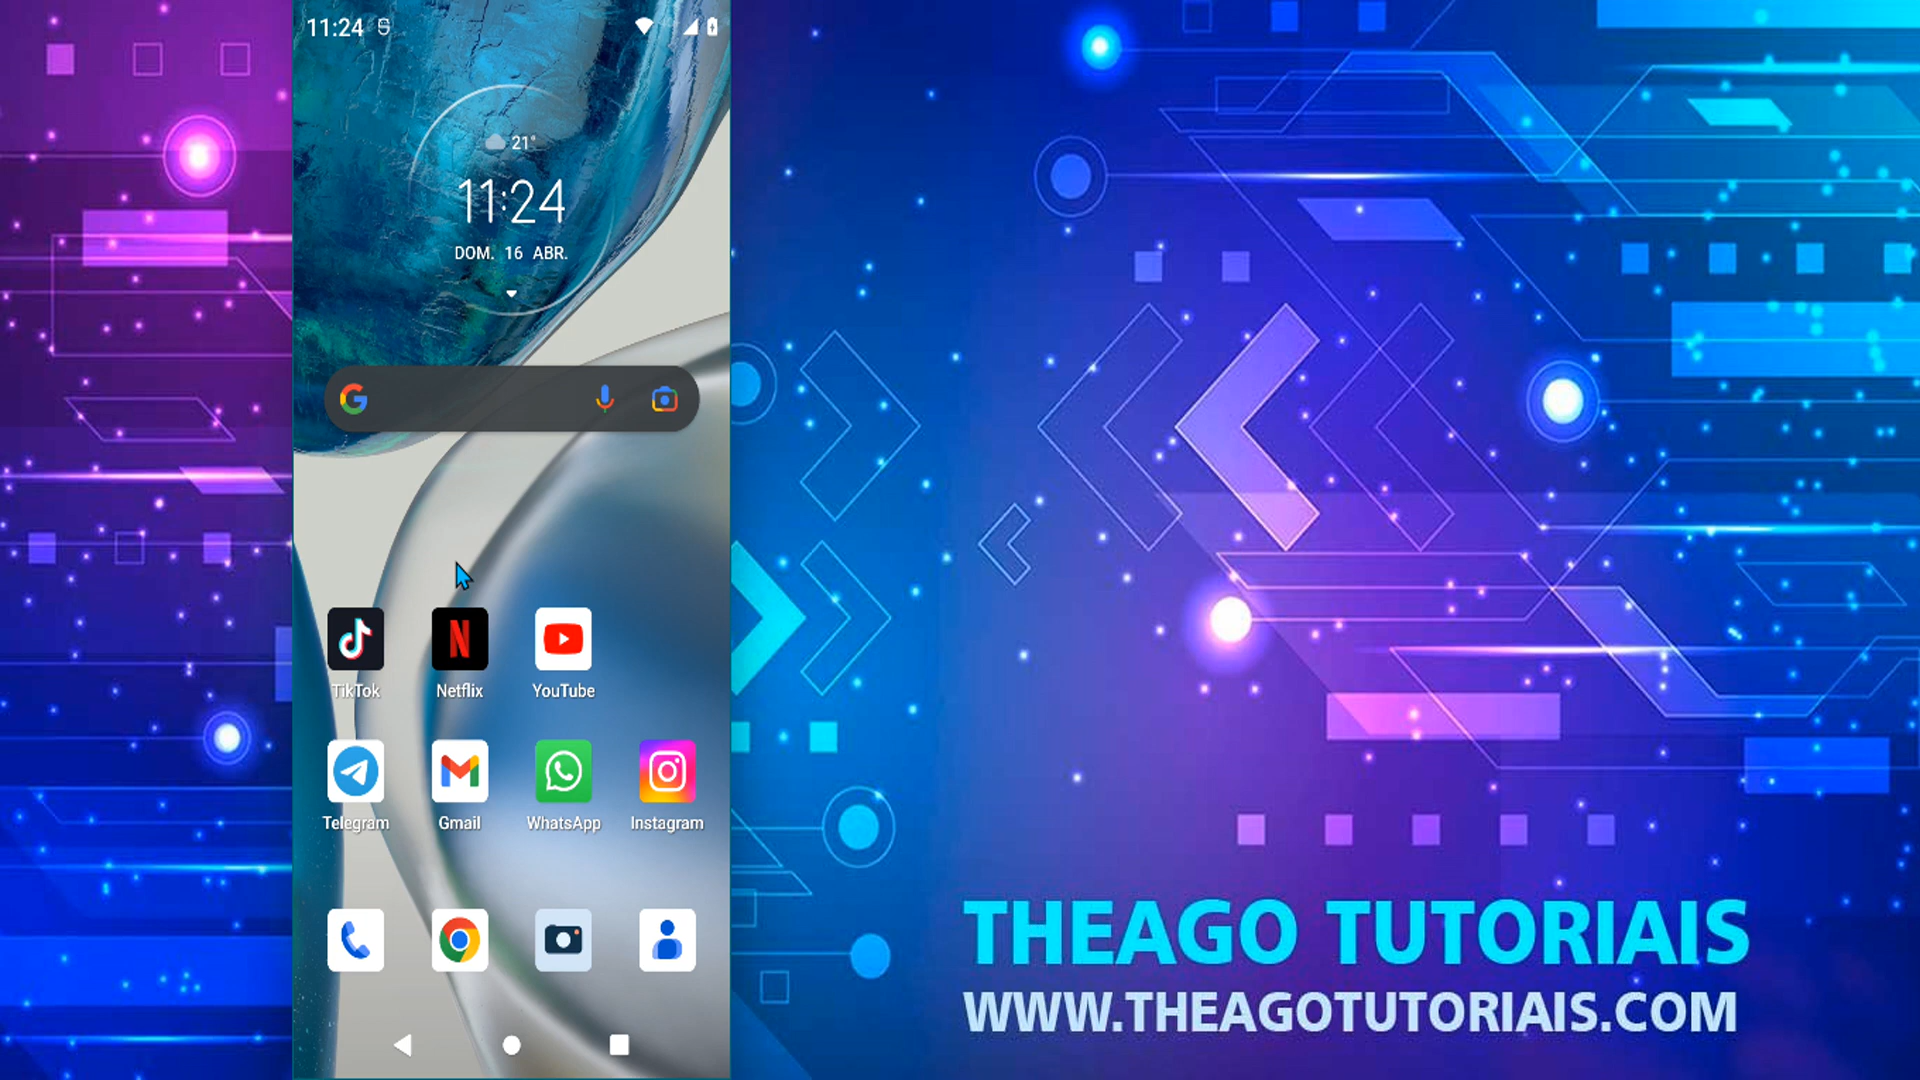 11:24
21°
11:24
DOM. 16 ABR.
TikTok
Netflix
YouTube
Telegram
Gmail
WhatsApp
Instagram
THEAGO TUTORIAIS
WWW.THEAGOTUTORIAIS.COM